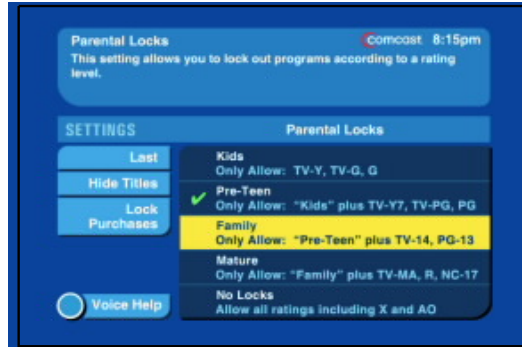 Parental Locks
comcast 8:15pm
This setting allows you to lock out programs according to a rating
level.
SETTINGS
Parental Locks
Last
Hide Titles
Lock
Purchases
Voice Help
Kids
Only Allow: TV-Y, TV-G, G
Pre-Teen
Only Allow: "Kids" plus TV-Y7, TV-PG, PG
Family
Only Allow: "Pre-Teen" plus TV-14, PG-13
Mature
Only Allow: "Family" plus TV-MA, R, NC-17
No Locks
Allow all ratings including X and AO